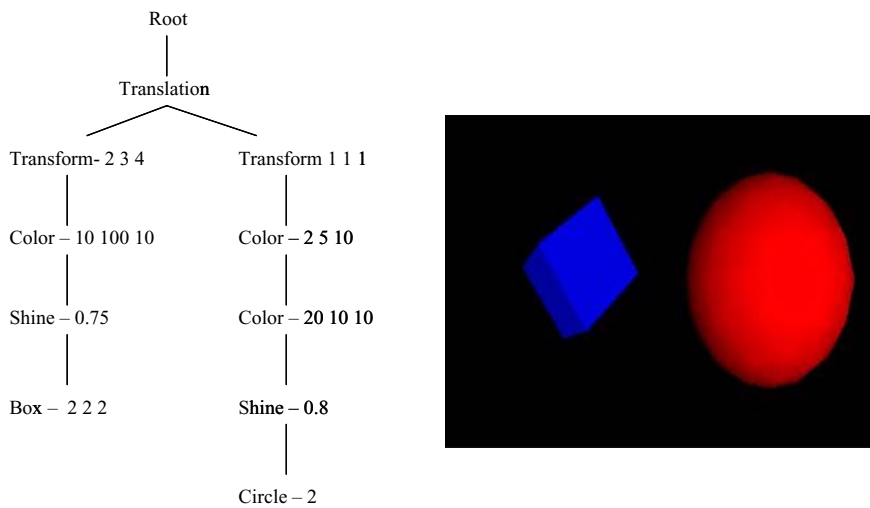 Root
Translation
Transform- 2 3 4
Transform 1 1 1
Color – 10 100 10
Color – 2 5 10
Shine – 0.75
Color – 20 10 10
Box – 2 2 2
Shine – 0.8
Circle – 2